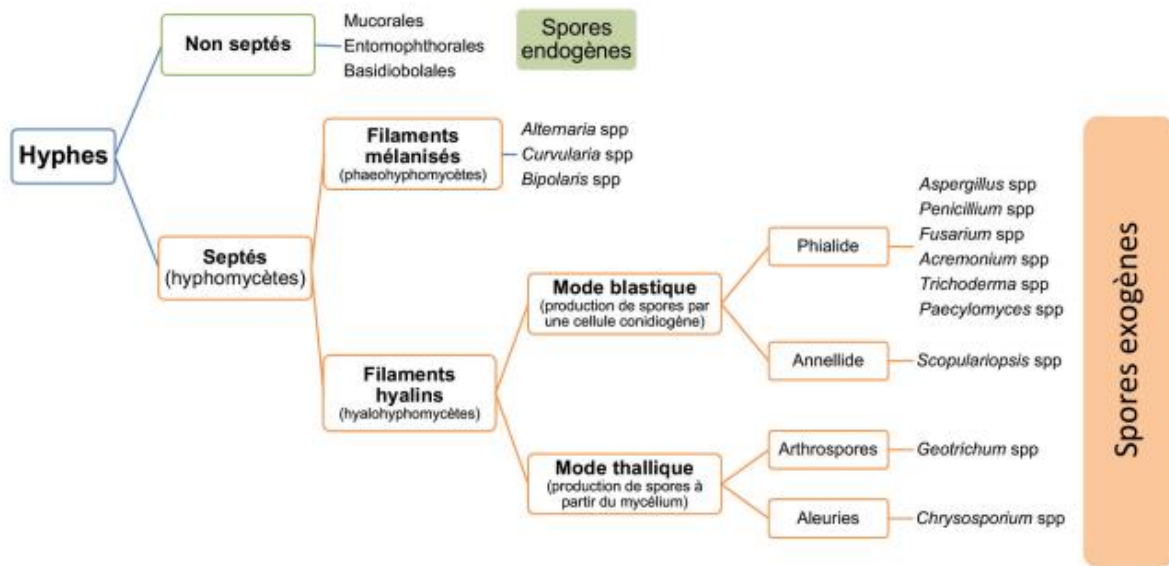 Mucorales
Non septés
Entomophthorales
Basidiobolales
Spores
endogènes
Hyphes
Septés
(hyphomycètes)
Filaments
mélanisés
(phaeohyphomycètes)
Alternaria spp
Curvularia spp
Bipolaris spp
Filaments
hyalins
(hyalohyphomycètes)
Mode blastique
(production de spores par
une cellule conidiogène)
Phialide
Aspergillus spp
Penicillium spp
Fusarium spp
Acremonium spp
Trichoderma spp
Paecylomyces spp
Annellide
Scopulariopsis spp
Mode thallique
(production de spores à
partir du mycélium)
Arthrospores
Geotrichum spp
Aleuries
Chrysosporium spp
Spores exogènes